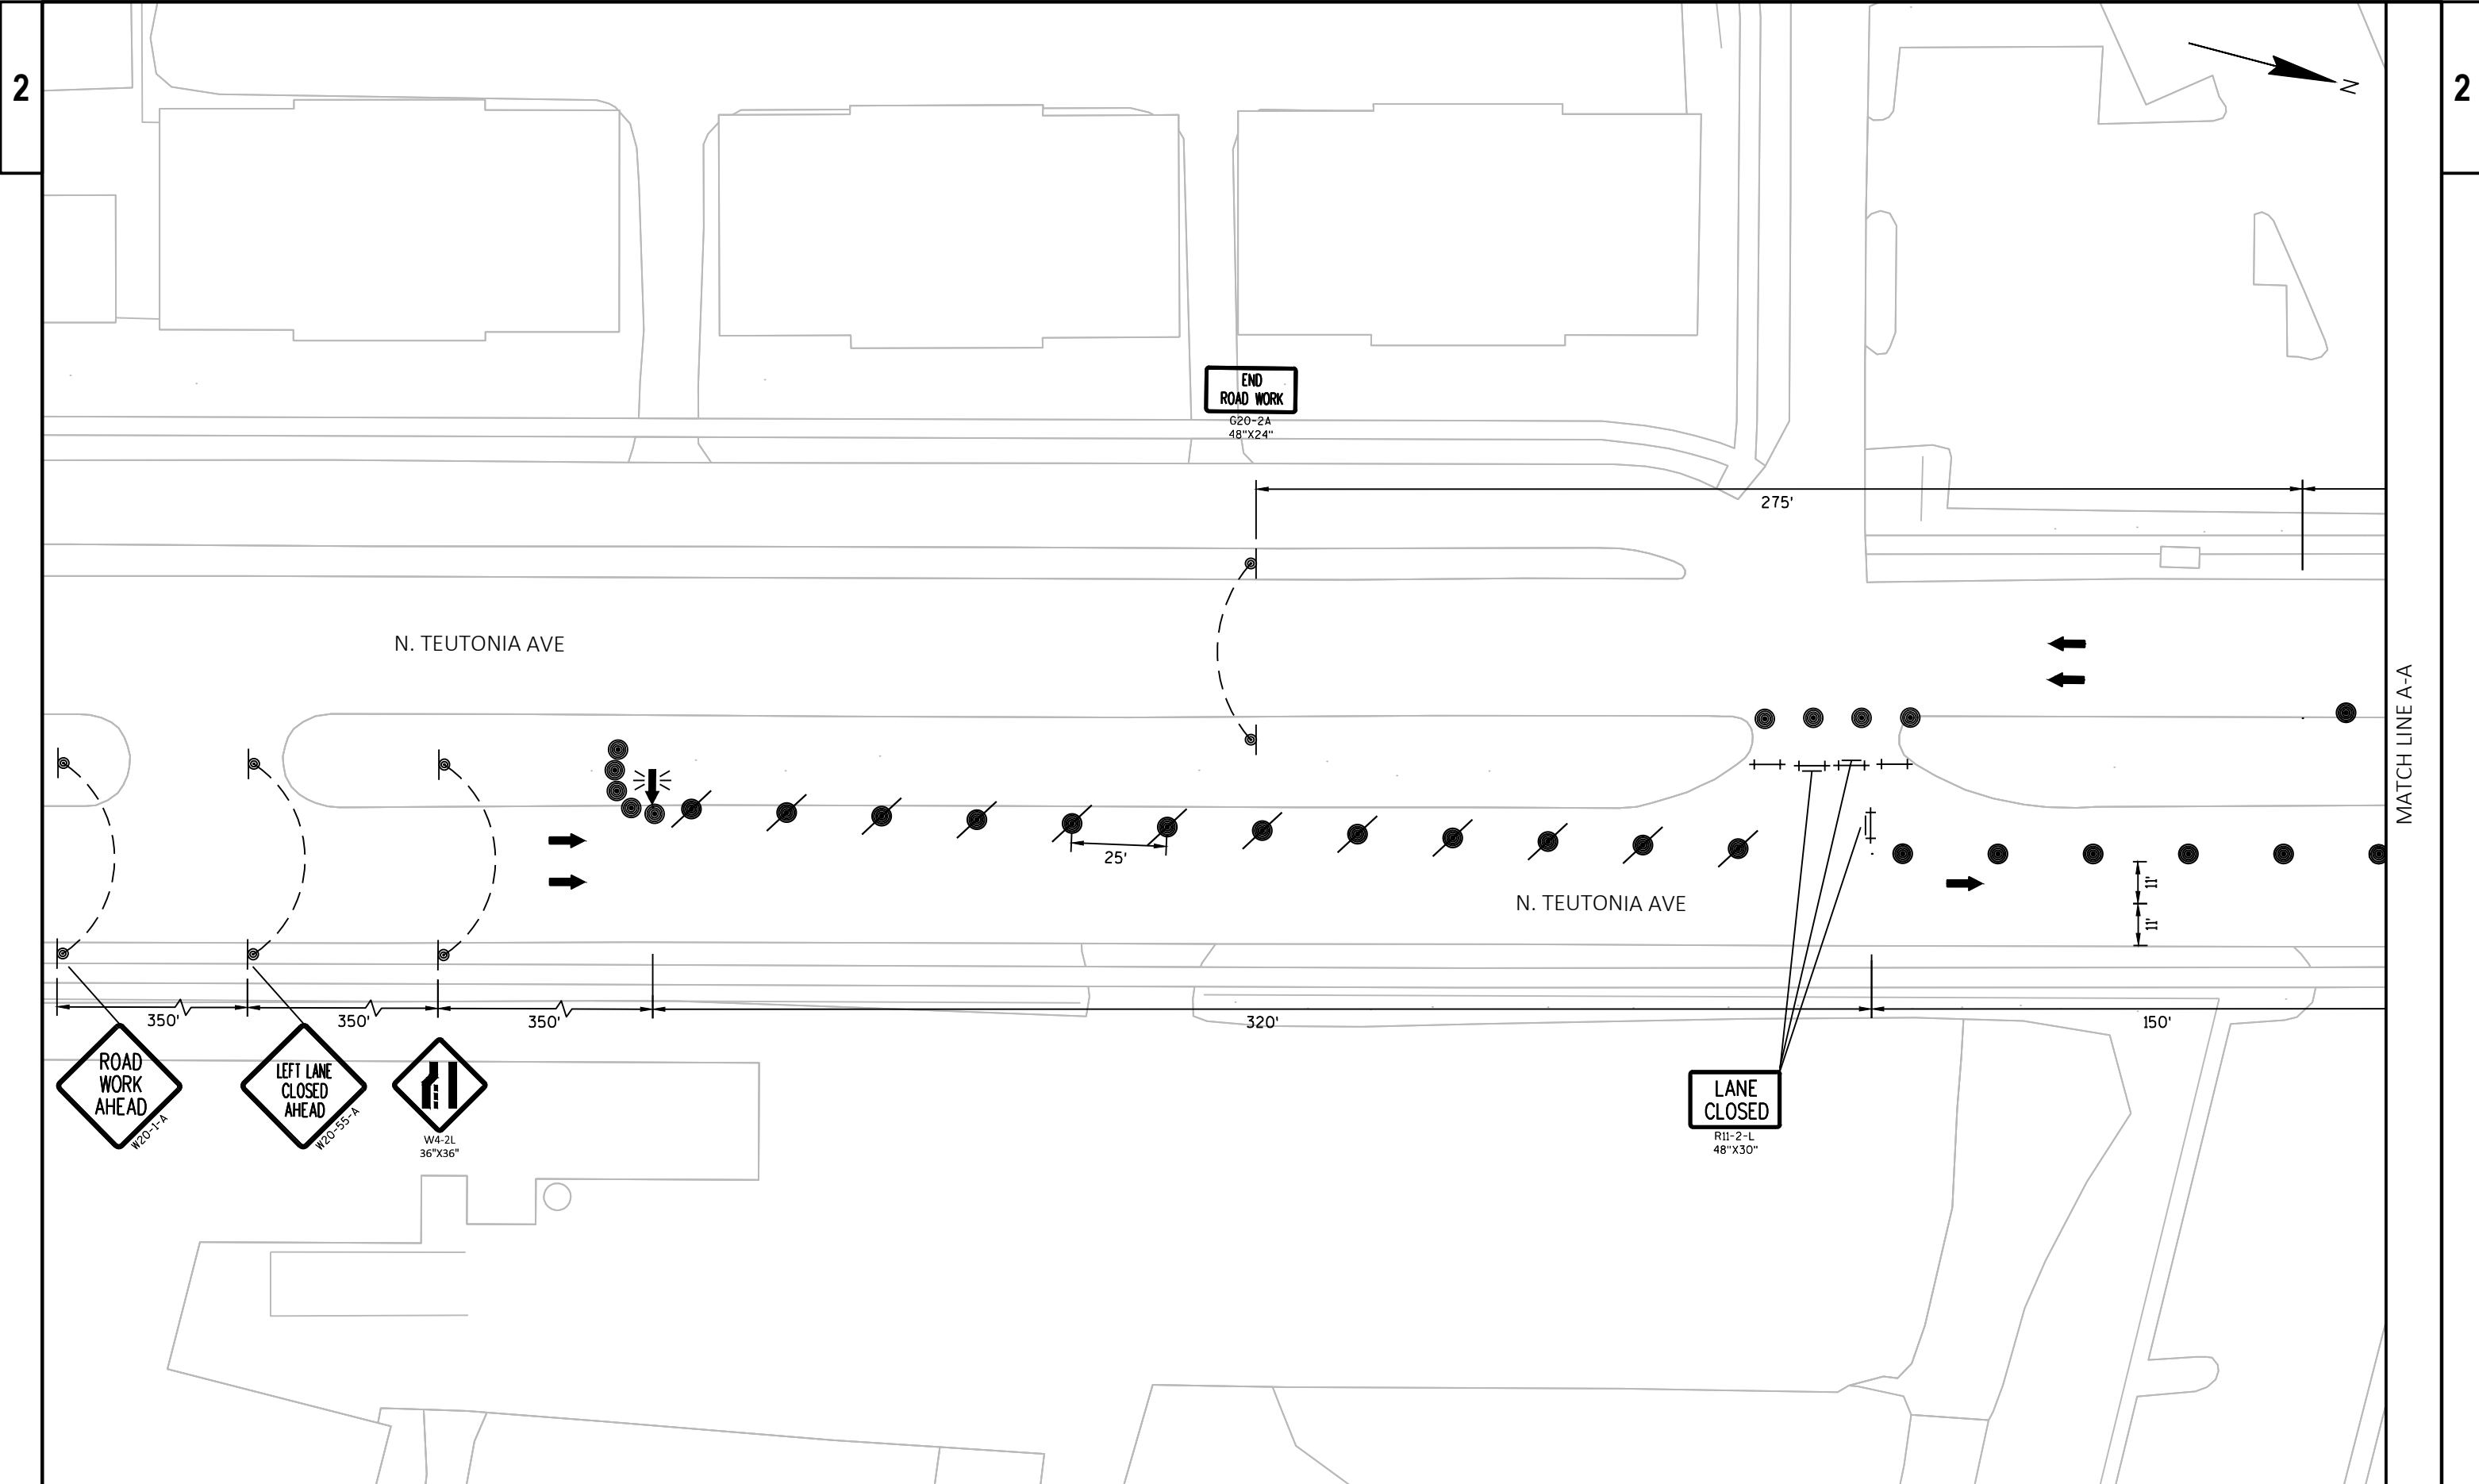 2
2
N
END
ROAD WORK
G20-2A
48"X24"
275'
N. TEUTONIA AVE
MATCH LINE A-A
25'
11'
11'
N. TEUTONIA AVE
350'
350'
350'
320'
150'
ROAD
WORK
AHEAD
W20-1-A
LEFT LANE
CLOSED
AHEAD
W20-55-A
W4-2L
36"X36"
LANE
CLOSED
R11-2-L
48"X30"